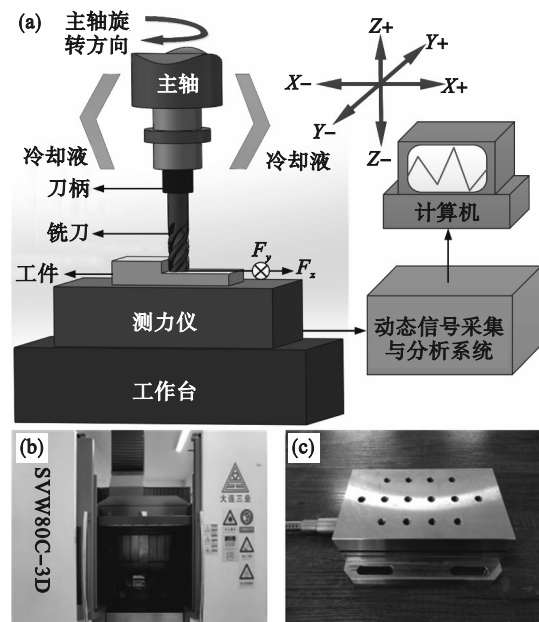 (a)
主轴旋
转方向
主轴
冷却液
冷却液
刀柄
铣刀
工件
Fy
Fx
测力仪
工作台
Z+
Y+
X-
X+
Y-
Z-
计算机
动态信号采集
与分析系统
(b)
SVW80C-3D
大连三垒
(c)